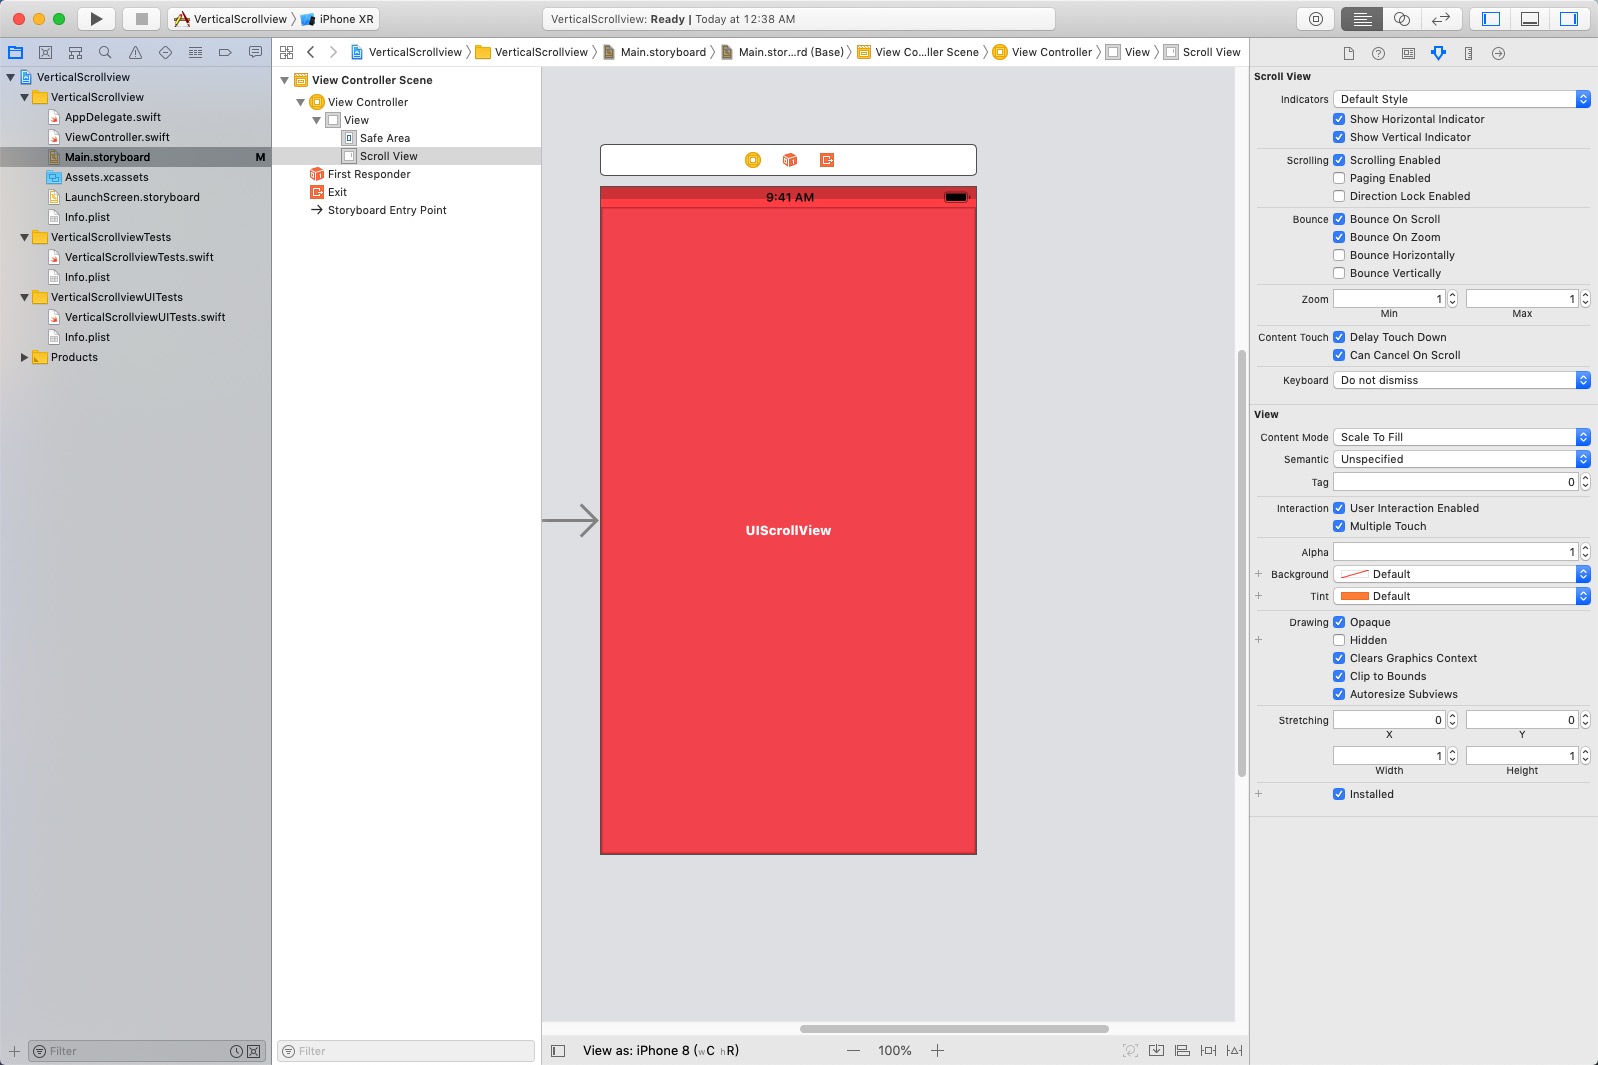 VerticalScrollview
iPhone XR
VerticalScrollview: Ready | Today at 12:38 AM
VerticalScrollview
VerticalScrollview
AppDelegate.swift
ViewController.swift
Main.storyboard M
Assets.xcassets
LaunchScreen.storyboard
Info.plist
VerticalScrollviewTests
VerticalScrollviewTests.swift
Info.plist
VerticalScrollviewUITests
VerticalScrollviewUITests.swift
Info.plist
Products
Filter
VerticalScrollview
VerticalScrollview
Main.storyboard
Main.stor...rd (Base)
View Co...ller Scene
View Controller
View
Scroll View
View Controller Scene
View Controller
View
Safe Area
Scroll View
First Responder
Exit
Storyboard Entry Point
Filter
9:41 AM
UIScrollView
View as: iPhone 8 (wC hR)
100%
Scroll View
Indicators Default Style
Show Horizontal Indicator
Show Vertical Indicator
Scrolling Scrolling Enabled
Paging Enabled
Direction Lock Enabled
Bounce Bounce On Scroll
Bounce On Zoom
Bounce Horizontally
Bounce Vertically
Zoom 1 1
Min Max
Content Touch Delay Touch Down
Can Cancel On Scroll
Keyboard Do not dismiss
View
Content Mode Scale To Fill
Semantic Unspecified
Tag 0
Interaction User Interaction Enabled
Multiple Touch
Alpha 1
Background Default
Tint Default
Drawing Opaque
Hidden
Clears Graphics Context
Clip to Bounds
Autoresize Subviews
Stretching 0 0
X Y
1 1
Width Height
Installed